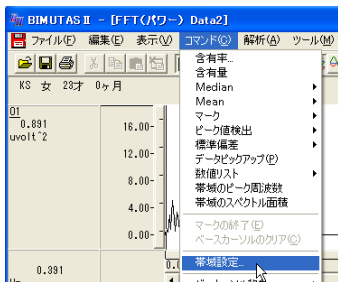 BIMUTAS II - [FFT(パワー) Data2]
ファイル(F) 編集(E) 表示(V) コマンド(C) 解析(A) ツール(M)
KS 女 23才 0ヶ月
01
0.891
uvolt^2
16.00-
12.00-
8.00-
4.00-
0.00-
0.391
含有率...
含有量
Median
Mean
マーク
ピーク値検出
標準偏差
データピックアップ(P)
数値リスト
帯域のピーク周波数
帯域のスペクトル面積
マークの終了(E)
ベースカーソルのクリア(Q)
帯域設定...